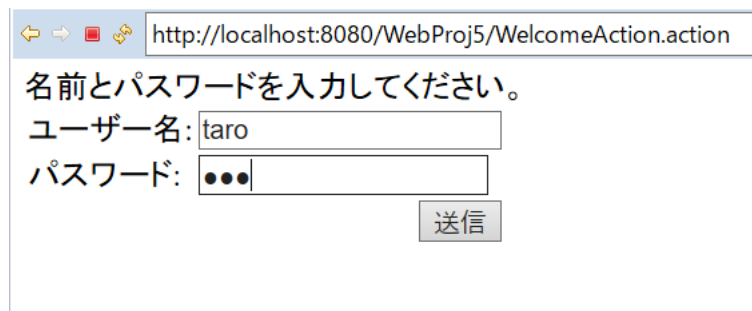 http://localhost:8080/WebProj5/WelcomeAction.action
名前とパスワードを入力してください。
ユーザー名: taro
パスワード: ●●●
送信